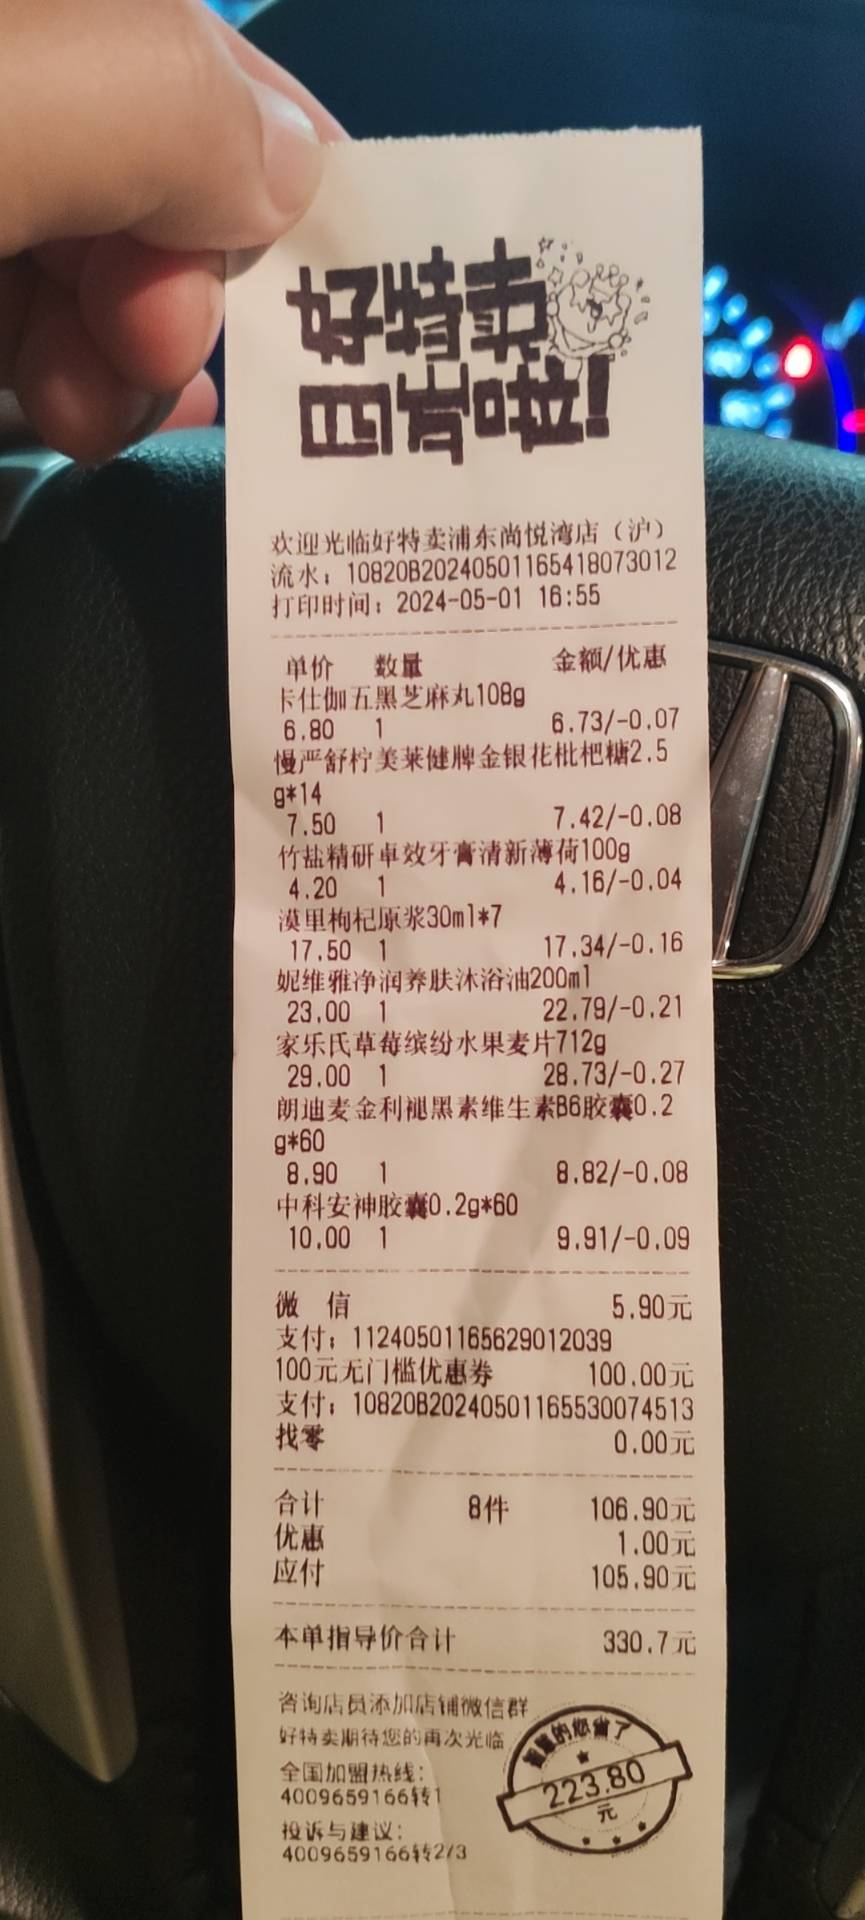 好特卖
日休啦!
欢迎光临好特卖浦东尚悦湾店（沪）
流水：10820B20240501165418073012
打印时间：2024-05-01 16:55
单价 数量 金额/优惠
卡仕伽五黑芝麻丸108g
6.80 1 6.73/-0.07
慢严舒柠美莱健牌金银花枇杷糖2.5
g*14
7.50 1 7.42/-0.08
竹盐精研卓效牙膏清新薄荷100g
4.20 1 4.16/-0.04
漠里枸杞原浆30ml*7
17.50 1 17.34/-0.16
妮维雅净润养肤沐浴油200ml
23.00 1 22.79/-0.21
家乐氏草莓缤纷水果麦片712g
29.00 1 28.73/-0.27
朗迪麦金利褪黑素维生素B6胶囊0.2
g*60
8.90 1 8.82/-0.08
中科安神胶囊0.2g*60
10.00 1 9.91/-0.09
微 信 5.90元
支付：11240501165629012039
100元无门槛优惠券 100.00元
支付：10820B20240501165530074513
找零 0.00元
合计 8件 106.90元
优惠 1.00元
应付 105.90元
本单指导价合计 330.7元
咨询店员添加店铺微信群
好特卖期待您的再次光临
全国加盟热线：
4009659166转1
投诉与建议：
4009659166转2/3
的您省了
223.80
元